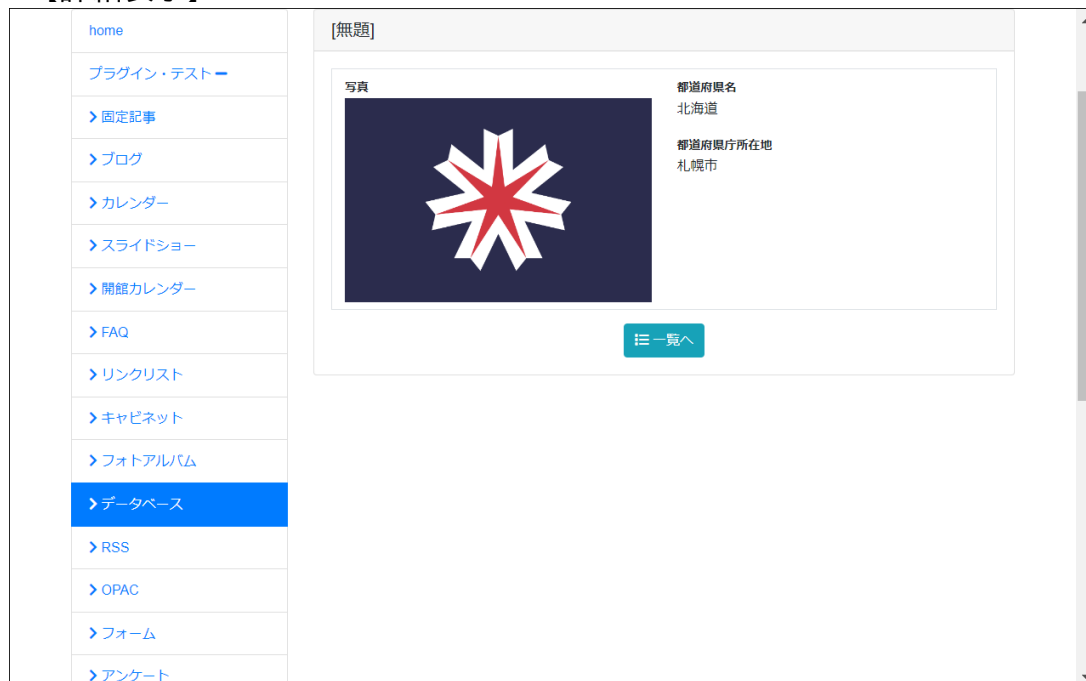 home
プラグイン・テスト
固定記事
ブログ
カレンダー
スライドショー
開館カレンダー
FAQ
リンクリスト
キャビネット
フォトアルバム
データベース
RSS
OPAC
フォーム
アンケート
[無題]
写真
都道府県名
北海道
都道府県庁所在地
札幌市
一覧へ